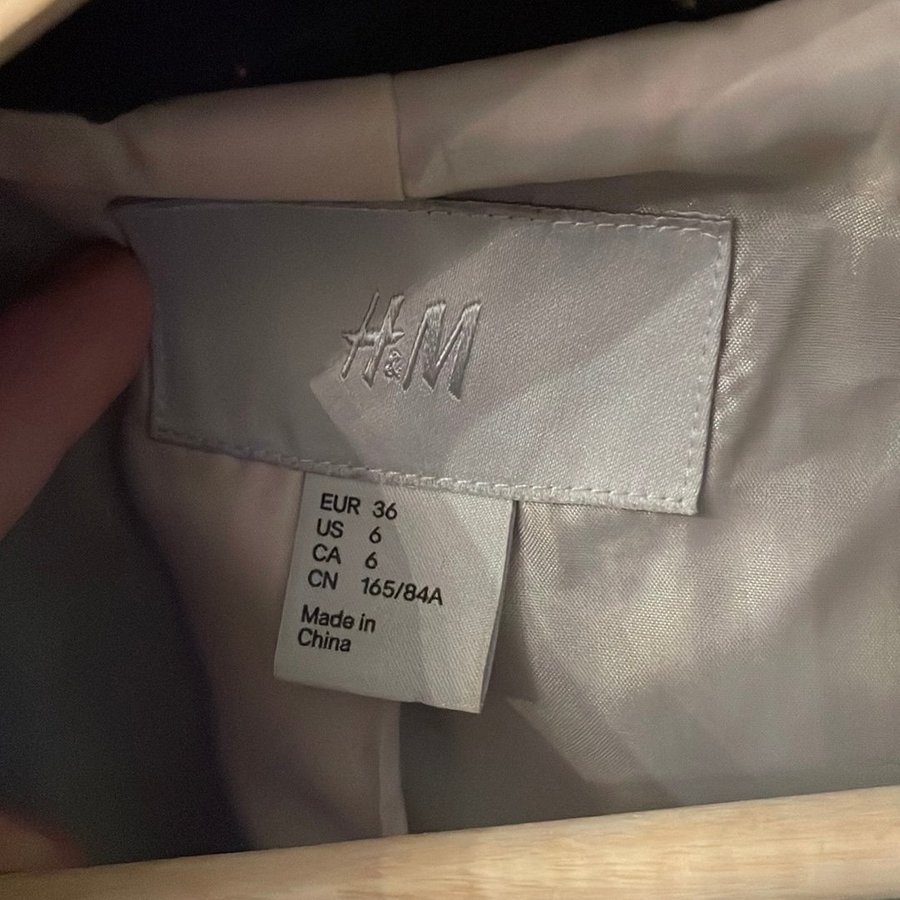 H&M
EUR 36
US 6
CA 6
CN 165/84A
Made in
China